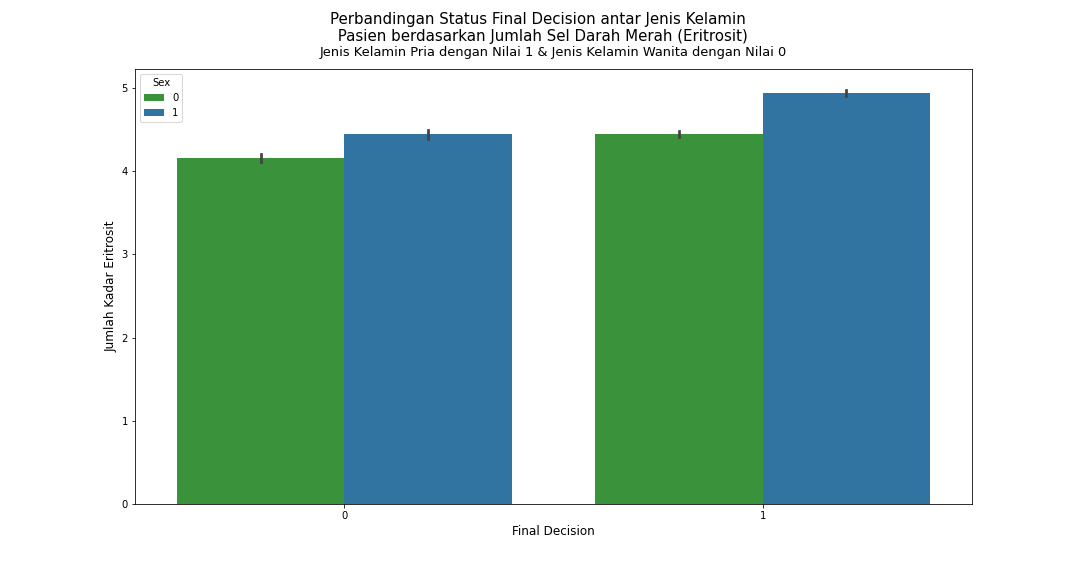 Perbandingan Status Final Decision antar Jenis Kelamin
Pasien berdasarkan Jumlah Sel Darah Merah (Eritrosit)
Jenis Kelamin Pria dengan Nilai 1 & Jenis Kelamin Wanita dengan Nilai 0
Sex
0
1
Jumlah Kadar Eritrosit
5
4
3
2
1
0
0
1
Final Decision